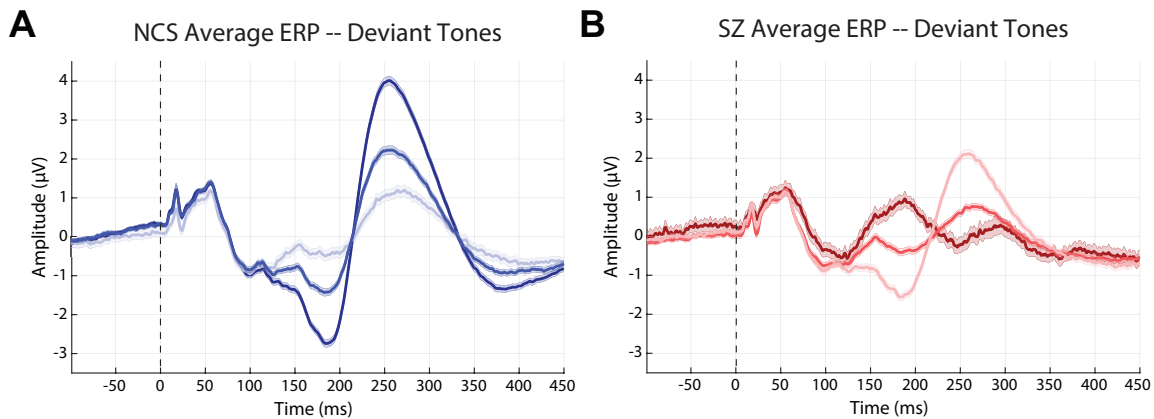 A
NCS Average ERP -- Deviant Tones
Amplitude (μV)
4
3
2
1
0
-1
-2
-3
-50 0 50 100 150 200 250 300 350 400 450
Time (ms)
B
SZ Average ERP -- Deviant Tones
Amplitude (μV)
4
3
2
1
0
-1
-2
-3
-50 0 50 100 150 200 250 300 350 400 450
Time (ms)